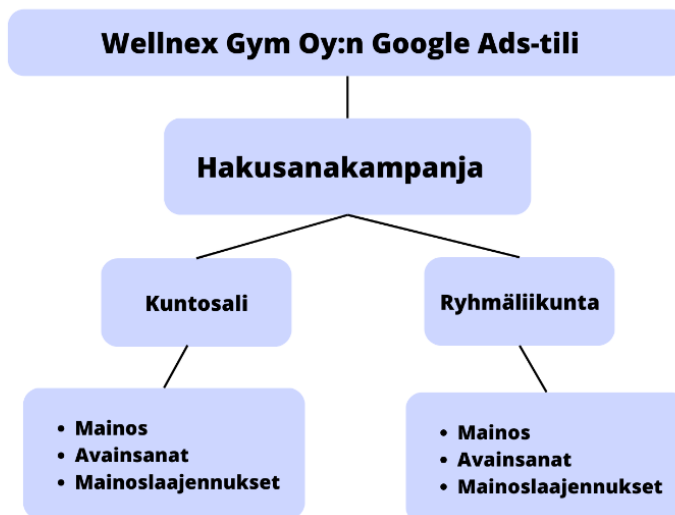 Wellnex Gym Oy:n Google Ads-tili
Hakusanakampanja
Kuntosali
Ryhmäliikunta
• Mainos
• Avainsanat
• Mainoslaajennukset
• Mainos
• Avainsanat
• Mainoslaajennukset